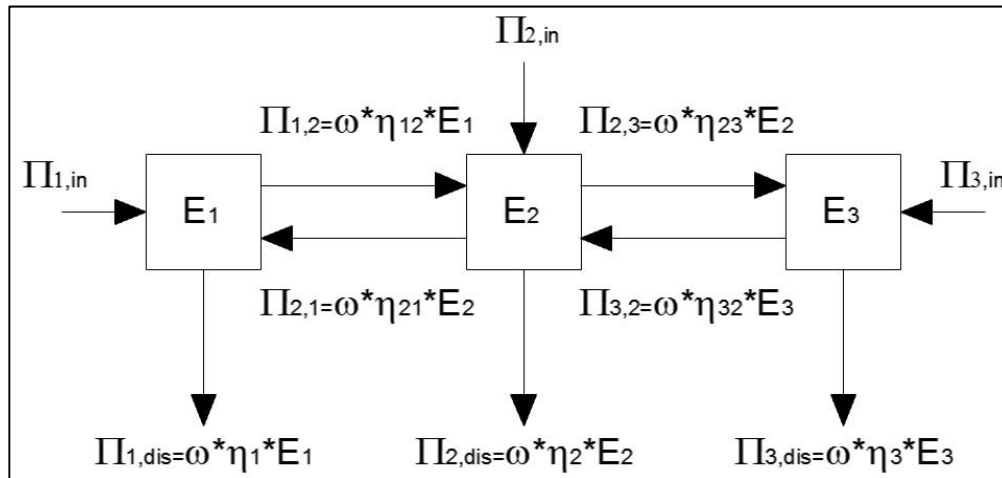 Π2,in
Π1,2=ω*η12*E1
Π2,3=ω*η23*E2
Π1,in
E1
E2
E3
Π3,in
Π2,1=ω*η21*E2
Π3,2=ω*η32*E3
Π1,dis=ω*η1*E1
Π2,dis=ω*η2*E2
Π3,dis=ω*η3*E3